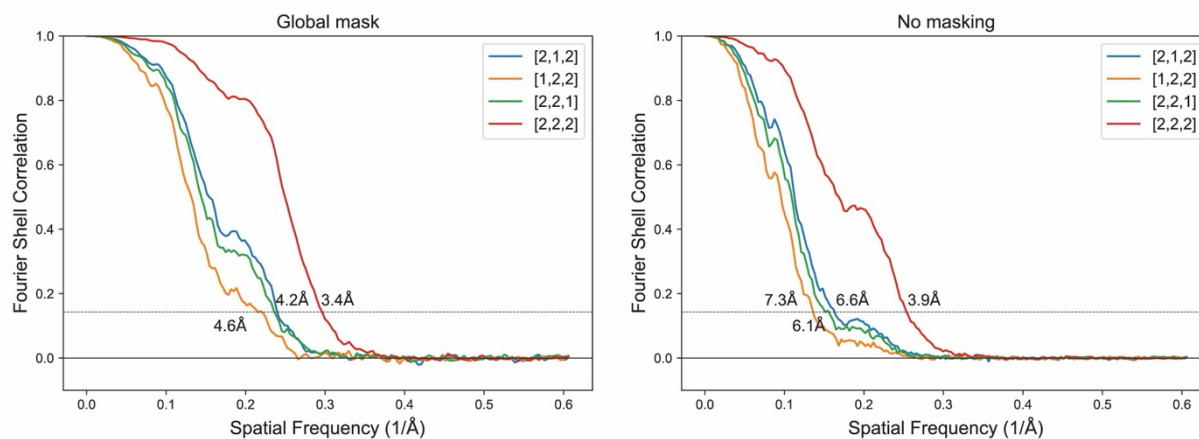 Global mask
1.0
0.8
0.6
0.4
0.2
0.0
Fourier Shell Correlation
[2,1,2]
[1,2,2]
[2,2,1]
[2,2,2]
4.2Å
3.4Å
4.6Å
0.0 0.1 0.2 0.3 0.4 0.5 0.6
Spatial Frequency (1/Å)
No masking
1.0
0.8
0.6
0.4
0.2
0.0
Fourier Shell Correlation
[2,1,2]
[1,2,2]
[2,2,1]
[2,2,2]
7.3Å
6.6Å
3.9Å
6.1Å
0.0 0.1 0.2 0.3 0.4 0.5 0.6
Spatial Frequency (1/Å)